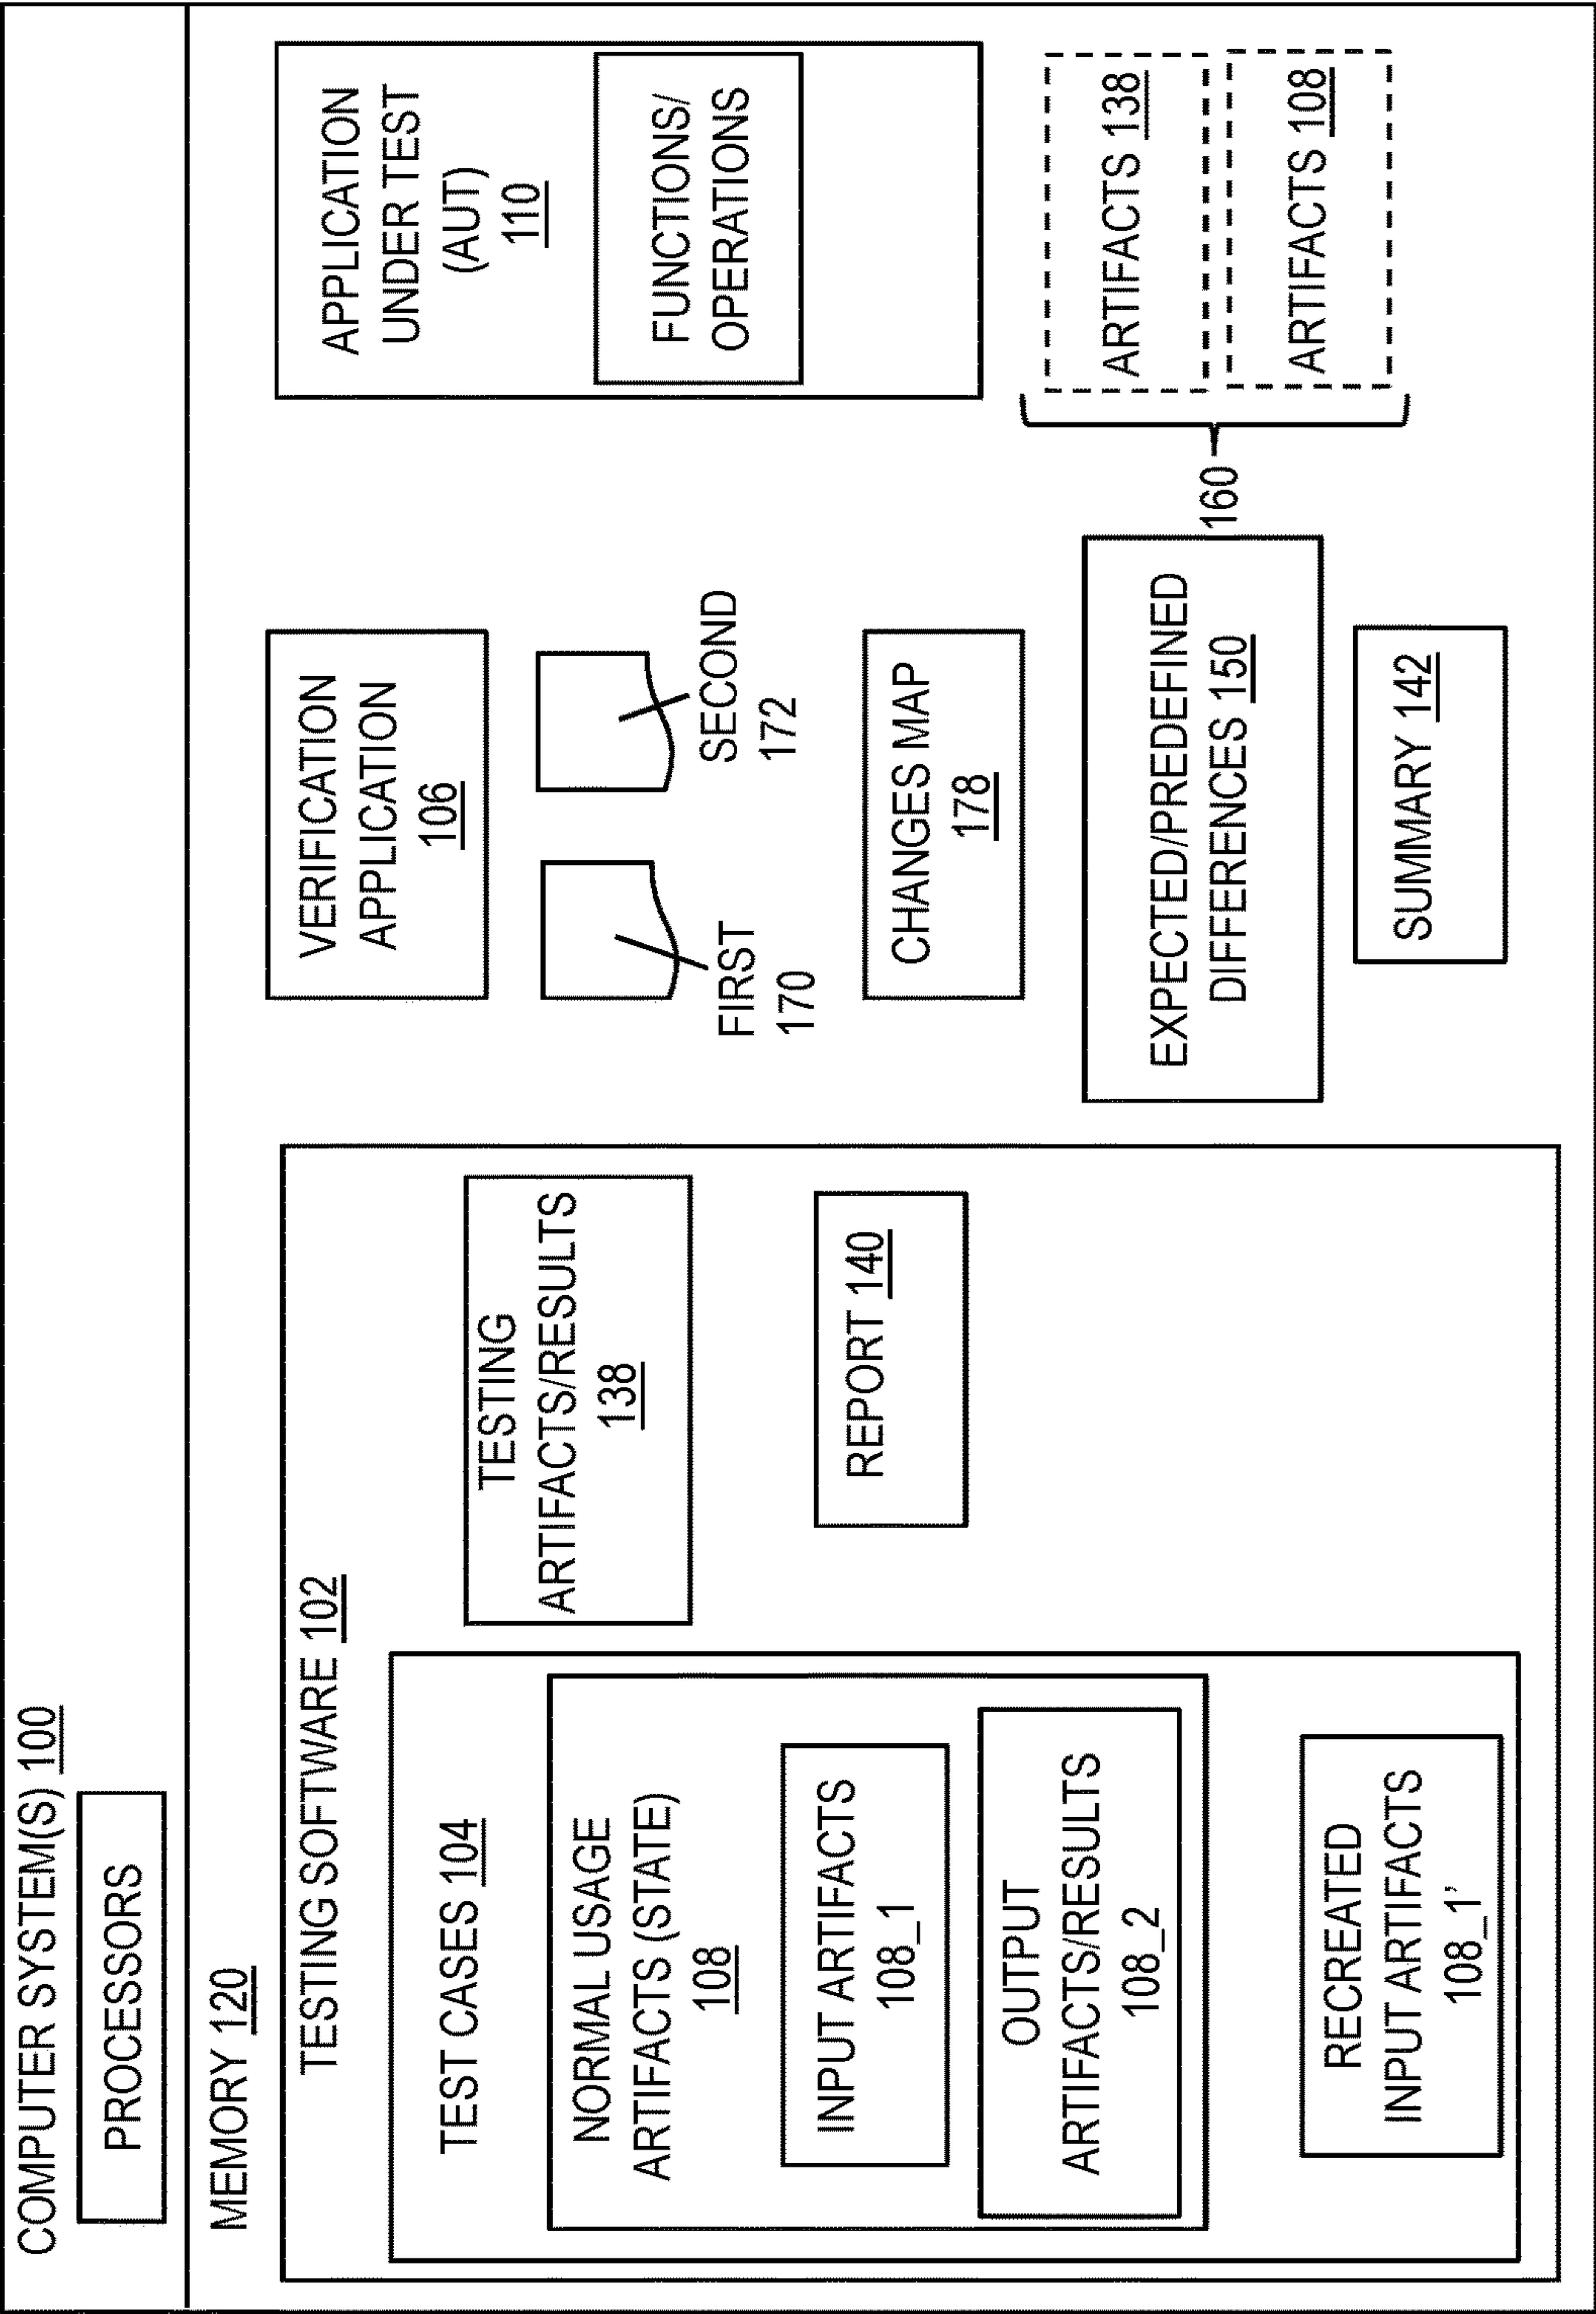 COMPUTER SYSTEM(S) 100
PROCESSORS
MEMORY 120
TESTING SOFTWARE 102
TEST CASES 104
NORMAL USAGE
ARTIFACTS (STATE)
108
INPUT ARTIFACTS
108_1
OUTPUT
ARTIFACTS/RESULTS
108_2
RECREATED
INPUT ARTIFACTS
108_1’
TESTING
ARTIFACTS/RESULTS
138
REPORT 140
VERIFICATION
APPLICATION
106
FIRST
170
SECOND
172
CHANGES MAP
178
EXPECTED/PREDEFINED
DIFFERENCES 150
SUMMARY 142
APPLICATION
UNDER TEST
(AUT)
110
FUNCTIONS/
OPERATIONS
160
ARTIFACTS 138
ARTIFACTS 108